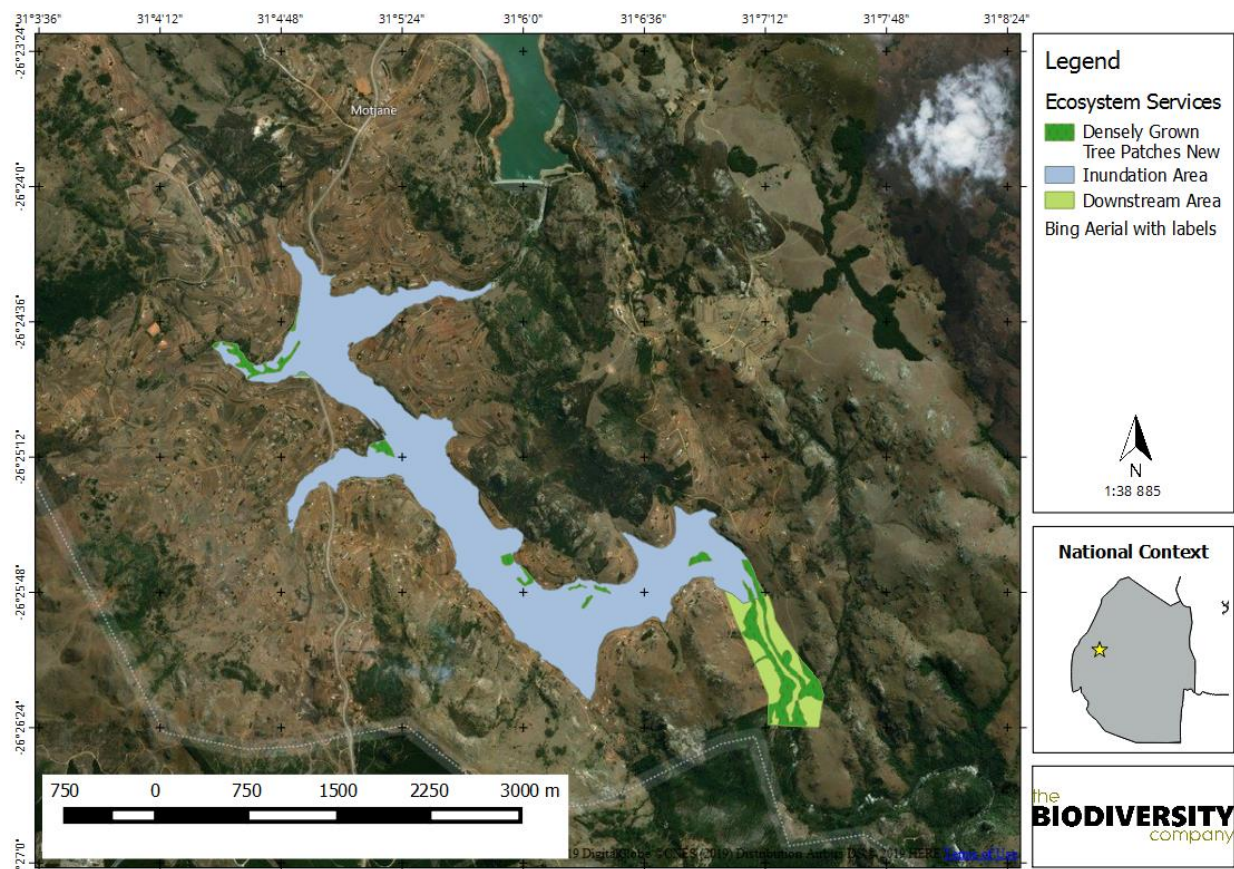 31°3'36" 31°4'12" 31°4'48" 31°5'24" 31°6'0" 31°6'36" 31°7'12" 31°7'48" 31°8'24"
-26°23'24"
-26°24'0"
-26°24'36"
-26°25'12"
-26°25'48"
-26°26'24"
-26°27'0"
Motjane
750 0 750 1500 2250 3000 m
Terms of Use
Legend
Ecosystem Services
Densely Grown
Tree Patches New
Inundation Area
Downstream Area
Bing Aerial with labels
N
1:38 885
National Context
the
BIODIVERSITY
company